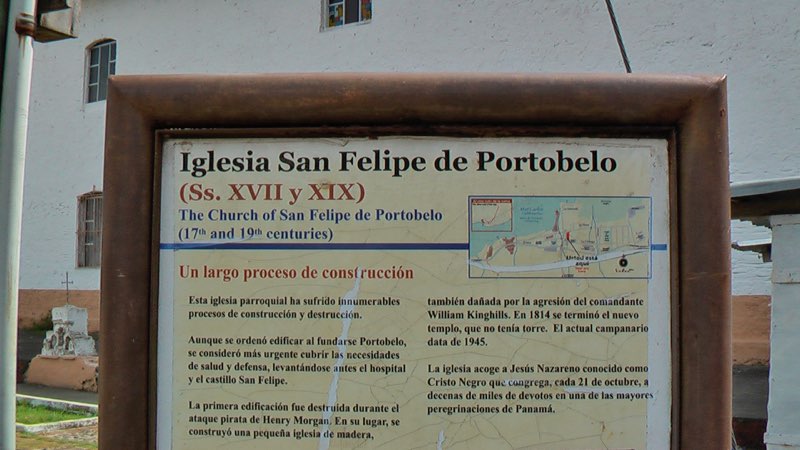 Iglesia San Felipe de Portobelo
(Ss. XVII y XIX)
The Church of San Felipe de Portobelo
(17th and 19th centuries)
Un largo proceso de construcción
Esta iglesia parroquial ha sufrido innumerables
procesos de construcción y destrucción.
Aunque se ordenó edificar al fundarse Portobelo,
se consideró más urgente cubrir las necesidades
de salud y defensa, levantándose antes el hospital
y el castillo San Felipe.
La primera edificación fue destruida durante el
ataque pirata de Henry Morgan. En su lugar, se
construyó una pequeña iglesia de madera,
también dañada por la agresión del comandante
William Kinghills. En 1814 se terminó el nuevo
templo, que no tenía torre. El actual campanario
data de 1945.
La iglesia acoge a Jesús Nazareno conocido como
Cristo Negro que congrega, cada 21 de octubre, a
decenas de miles de devotos en una de las mayores
peregrinaciones de Panamá.
Usted está
aquí